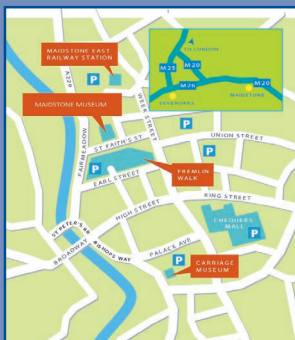 MAIDSTONE EAST
RAILWAY STATION
A229
P
TO LONDON
M25
M20
M26
M20
SEVENOAKS
MAIDSTONE
MAIDSTONE MUSEUM
WEEK STREET
P
UNION STREET
FAIRMEADOW
ST FAITH'S ST
P
P
FREMLIN
WALK
EARL STREET
KING STREET
HIGH STREET
CHEQUERS
MALL
P
ST PETER'S BR
BISHOPS WAY
BROADWAY
PALACE AVE
P
CARRIAGE
MUSEUM